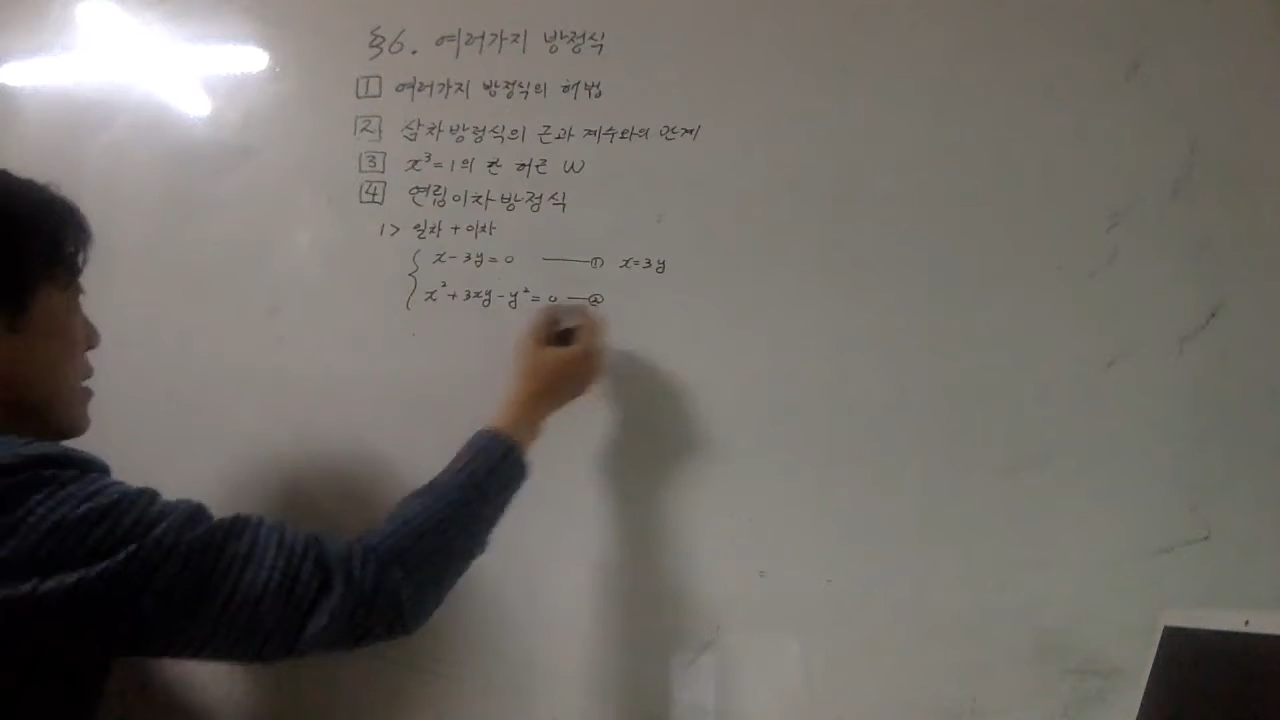 §6. 여러가지 방정식
1 여러가지 방정식의 해법
2 삼차방정식의 근과 계수와의 관계
3 x³=1의 한 허근 ω
4 연립이차방정식
1> 일차 + 이차
x-3y=0 ① x=3y
x²+3xy-y²=0 ②